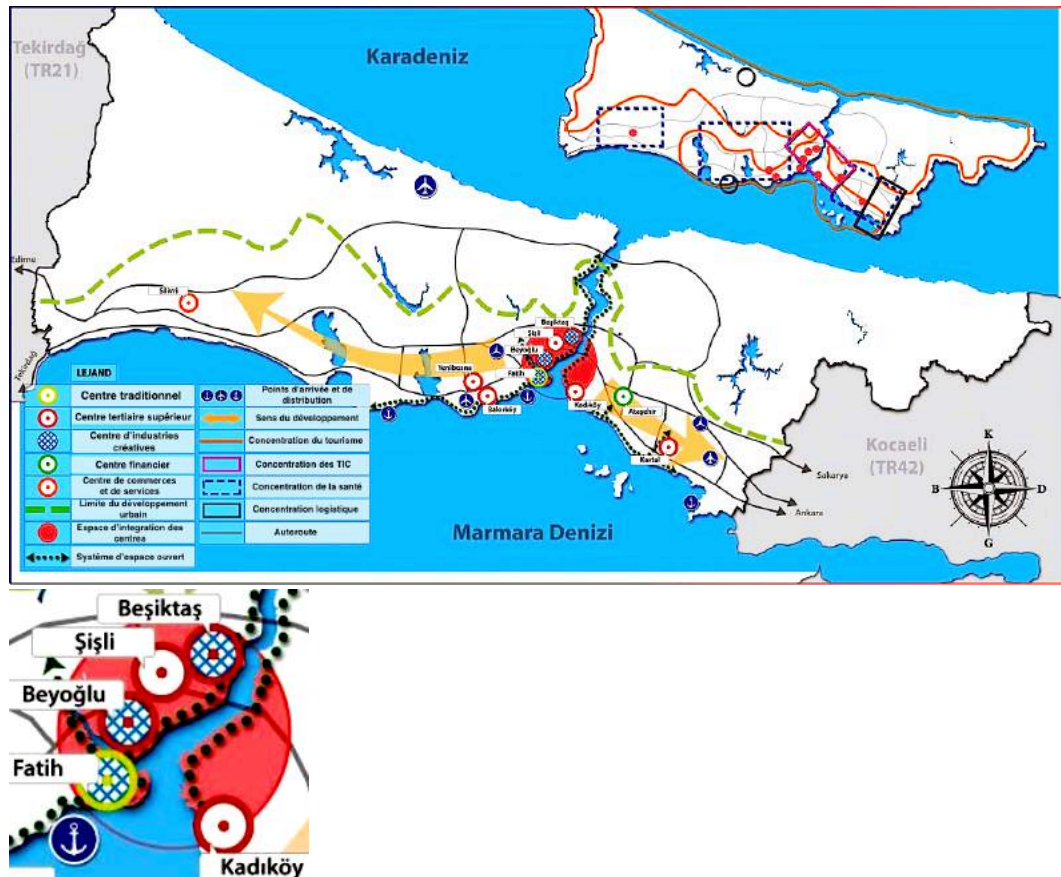 Tekirdağ
(TR21)
Karadeniz
Edirne
Silivri
Beşiktaş
Şişli
Beyoğlu
Fatih
Yenibosna
Bakırköy
Kadıköy
Ataşehir
Kartal
Tekirdağ
Kocaeli
(TR42)
Sakarya
Ankara
K
B
D
G
Marmara Denizi
LEJAND
Centre traditionnel
Centre tertiaire supérieur
Centre d'industries
créatives
Centre financier
Centre de commerces
et de services
Limite du développement
urbain
Espace d'integration des
centres
Système d'espace ouvert
Points d'arrivée et de
distribution
Sens du développement
Concentration du tourisme
Concentration des TIC
Concentration de la santé
Concentration logistique
Autoroute
Beşiktaş
Şişli
Beyoğlu
Fatih
Kadıköy